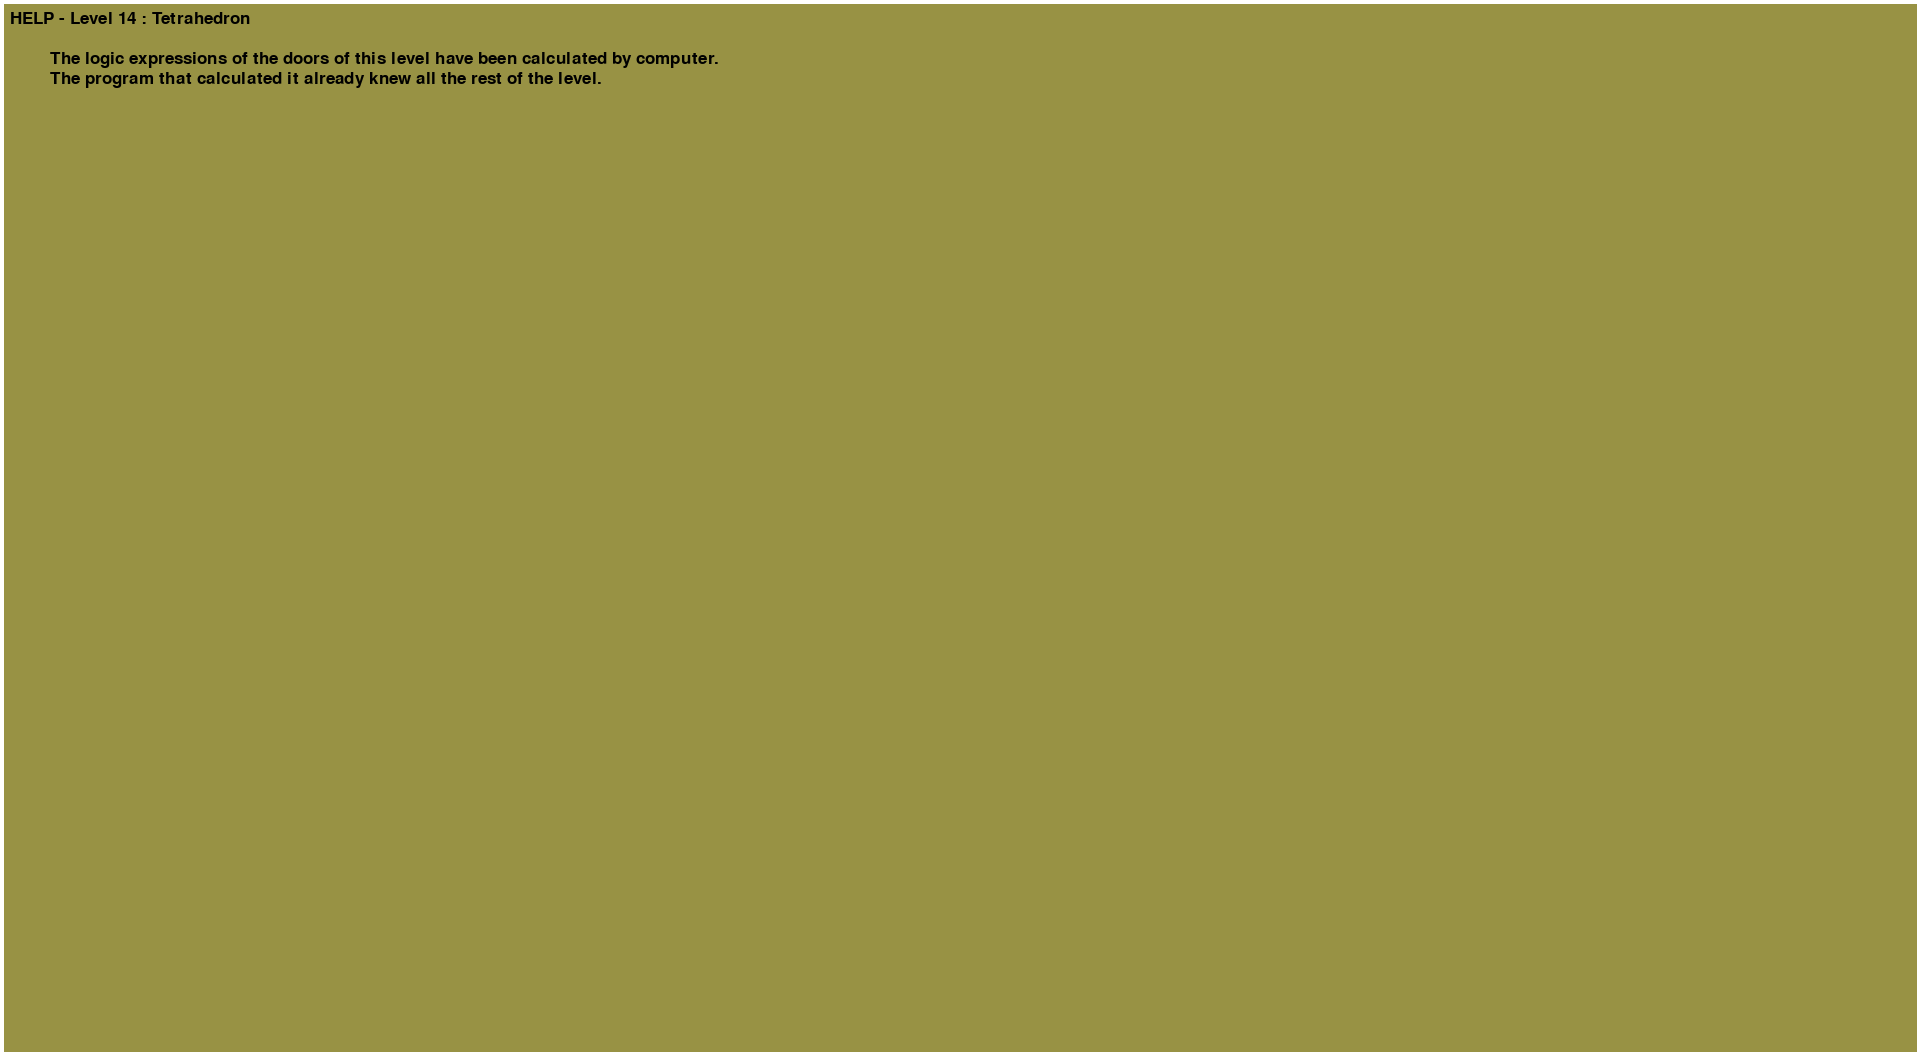 HELP - Level 14 : Tetrahedron
The logic expressions of the doors of this level have been calculated by computer.
The program that calculated it already knew all the rest of the level.